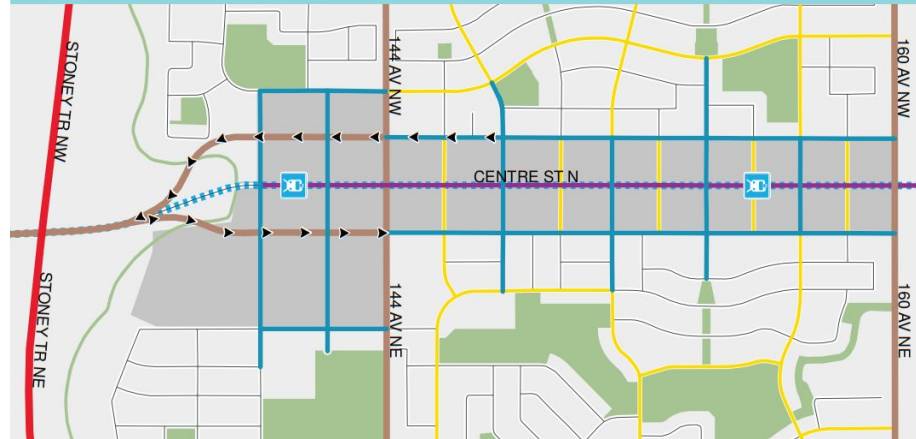 STONEY TR NW
144 AV NW
160 AV NW
CENTRE ST N
STONEY TR NE
144 AV NE
160 AV NE